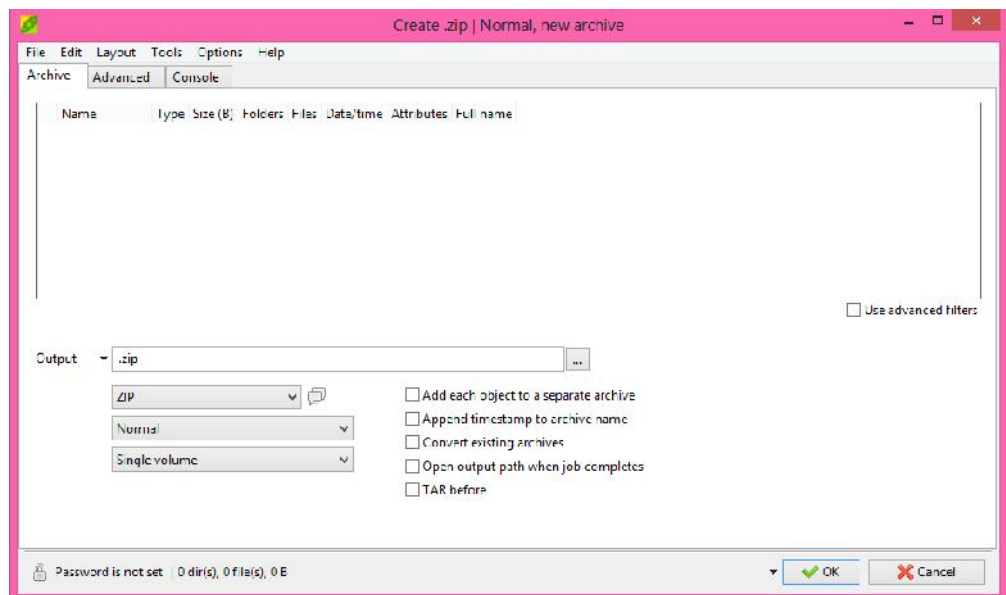 Create .zip | Normal, new archive
File Edit Layout Tools Options Help
Archive Advanced Console
Name Type Size (B) Folders Files Date/time Attributes Full name
Use advanced filters
Output .zip ...
ZIP
Add each object to a separate archive
Append timestamp to archive name
Normal
Convert existing archives
Single volume
Open output path when job completes
TAR before
Password is not set 0 dir(s), 0 file(s), 0 B
OK Cancel